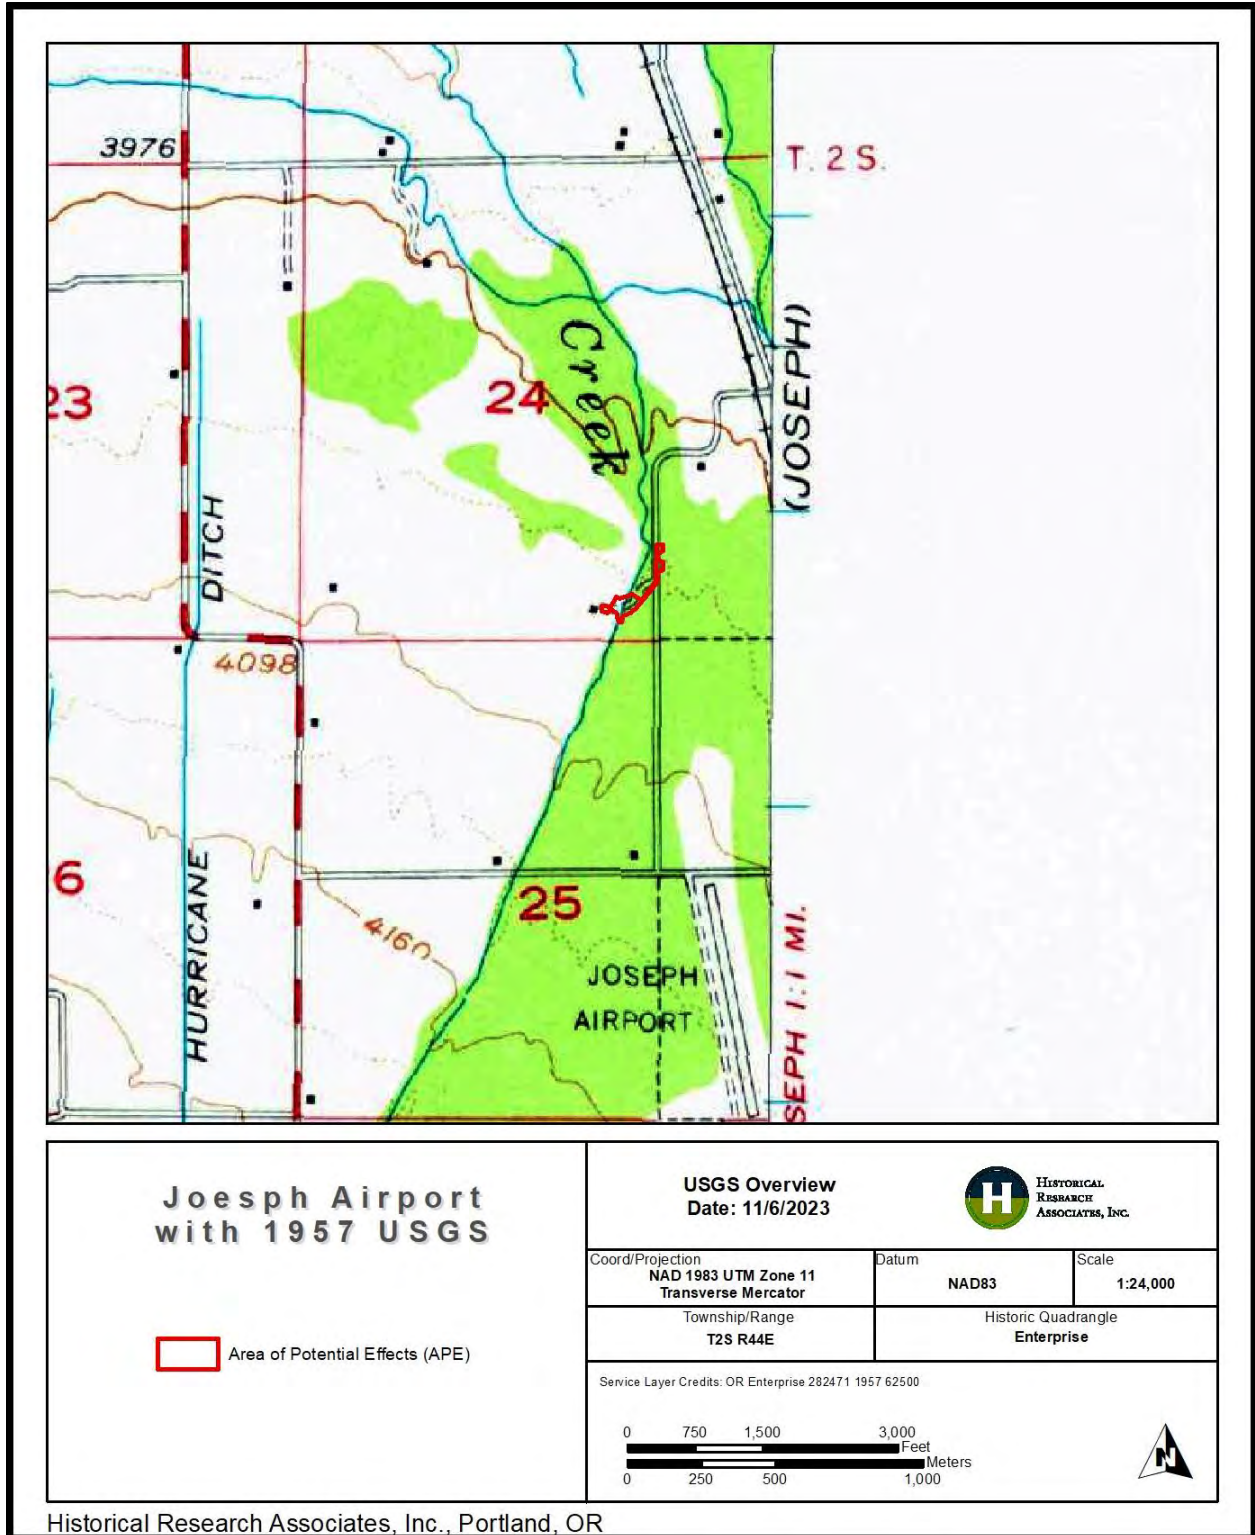 3976
T. 2 S.
Creek
(JOSEPH)
23
24
DITCH
4098
6
HURRICANE
4160
25
JOSEPH
AIRPORT
SEPH 1.1 MI.
Joesph Airport
with 1957 USGS
Area of Potential Effects (APE)
USGS Overview
Date: 11/6/2023
H
HISTORICAL
RESEARCH
ASSOCIATES, INC.
Coord/Projection
NAD 1983 UTM Zone 11
Transverse Mercator
Datum
NAD83
Scale
1:24,000
Township/Range
T2S R44E
Historic Quadrangle
Enterprise
Service Layer Credits: OR Enterprise 282471 1957 62500
0 750 1,500 3,000
Feet
Meters
0 250 500 1,000
N
Historical Research Associates, Inc., Portland, OR